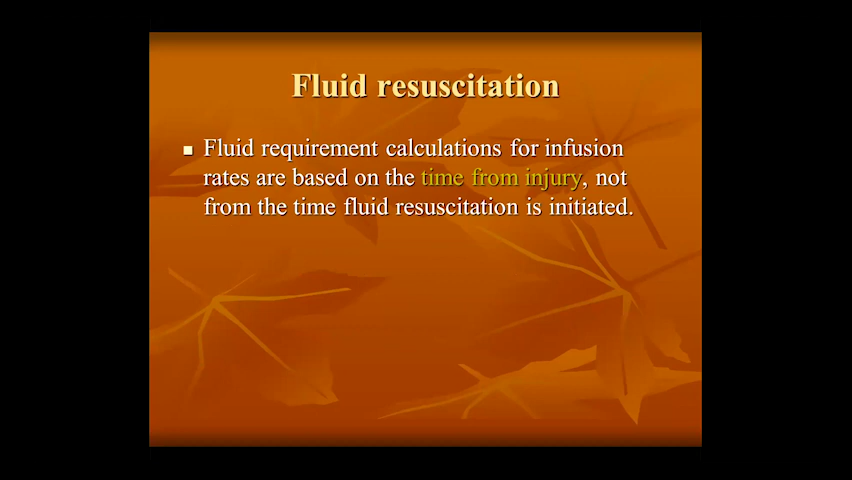 Fluid resuscitation
Fluid requirement calculations for infusion
rates are based on the time from injury, not
from the time fluid resuscitation is initiated.